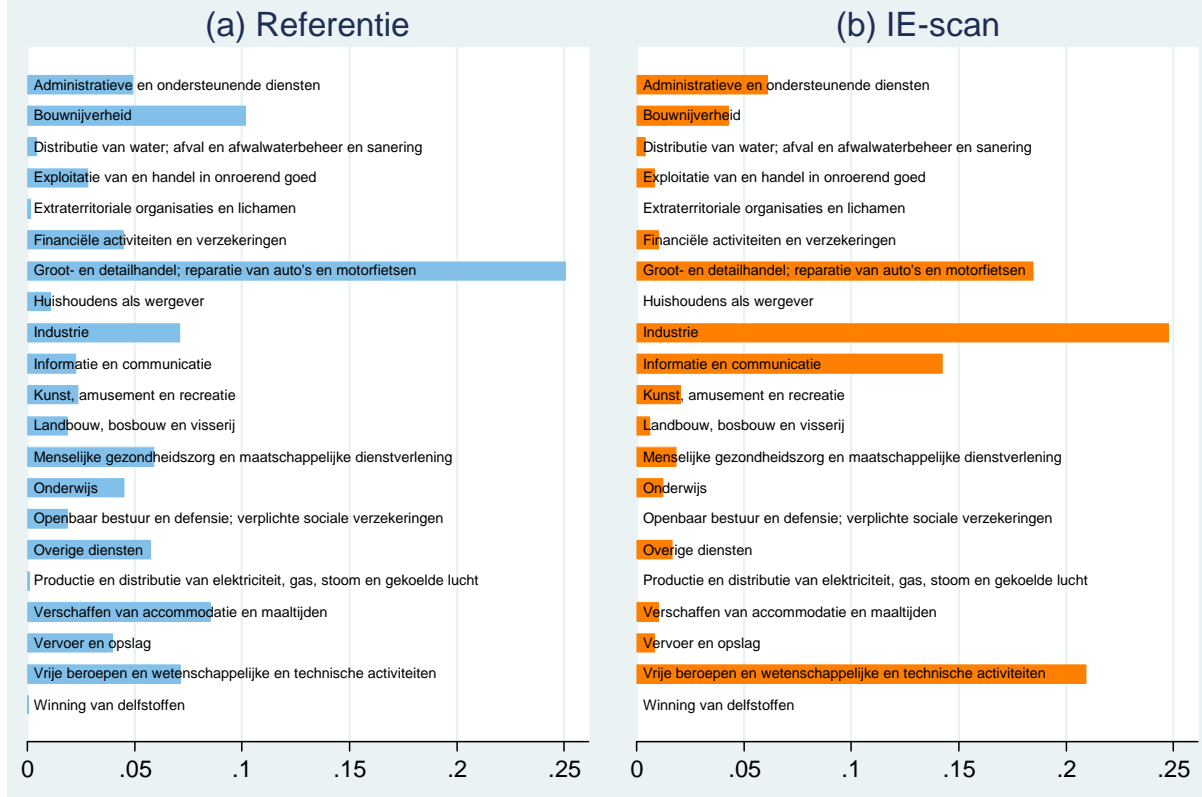 (a) Referentie
Administratieve en ondersteunende diensten
Bouwnijverheid
Distributie van water; afval en afwalwaterbeheer en sanering
Exploitatie van en handel in onroerend goed
Extraterritoriale organisaties en lichamen
Financiële activiteiten en verzekeringen
Groot- en detailhandel; reparatie van auto's en motorfietsen
Huishoudens als wergever
Industrie
Informatie en communicatie
Kunst, amusement en recreatie
Landbouw, bosbouw en visserij
Menselijke gezondheidszorg en maatschappelijke dienstverlening
Onderwijs
Openbaar bestuur en defensie; verplichte sociale verzekeringen
Overige diensten
Productie en distributie van elektriciteit, gas, stoom en gekoelde lucht
Verschaffen van accommodatie en maaltijden
Vervoer en opslag
Vrije beroepen en wetenschappelijke en technische activiteiten
Winning van delfstoffen
0 .05 .1 .15 .2 .25
(b) IE-scan
Administratieve en ondersteunende diensten
Bouwnijverheid
Distributie van water; afval en afwalwaterbeheer en sanering
Exploitatie van en handel in onroerend goed
Extraterritoriale organisaties en lichamen
Financiële activiteiten en verzekeringen
Groot- en detailhandel; reparatie van auto's en motorfietsen
Huishoudens als wergever
Industrie
Informatie en communicatie
Kunst, amusement en recreatie
Landbouw, bosbouw en visserij
Menselijke gezondheidszorg en maatschappelijke dienstverlening
Onderwijs
Openbaar bestuur en defensie; verplichte sociale verzekeringen
Overige diensten
Productie en distributie van elektriciteit, gas, stoom en gekoelde lucht
Verschaffen van accommodatie en maaltijden
Vervoer en opslag
Vrije beroepen en wetenschappelijke en technische activiteiten
Winning van delfstoffen
0 .05 .1 .15 .2 .25